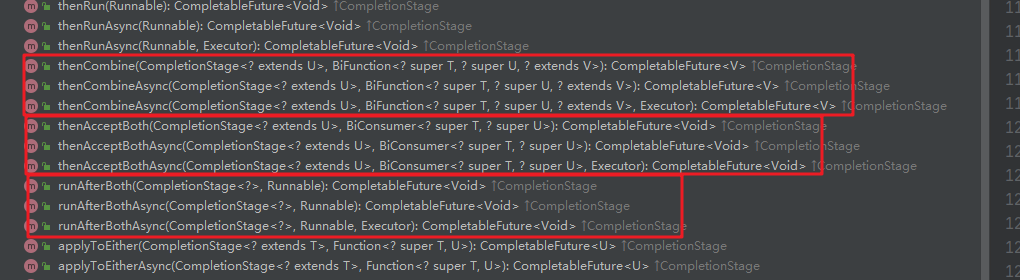 thenRun(Runnable): CompletableFuture<Void> ↑CompletionStage
thenRunAsync(Runnable): CompletableFuture<Void> ↑CompletionStage
thenRunAsync(Runnable, Executor): CompletableFuture<Void> ↑CompletionStage
thenCombine(CompletionStage<? extends U>, BiFunction<? super T, ? super U, ? extends V>): CompletableFuture<V> ↑CompletionStage
thenCombineAsync(CompletionStage<? extends U>, BiFunction<? super T, ? super U, ? extends V>): CompletableFuture<V> ↑CompletionStage
thenCombineAsync(CompletionStage<? extends U>, BiFunction<? super T, ? super U, ? extends V>, Executor): CompletableFuture<V> ↑CompletionStage
thenAcceptBoth(CompletionStage<? extends U>, BiConsumer<? super T, ? super U>): CompletableFuture<Void> ↑CompletionStage
thenAcceptBothAsync(CompletionStage<? extends U>, BiConsumer<? super T, ? super U>): CompletableFuture<Void> ↑CompletionStage
thenAcceptBothAsync(CompletionStage<? extends U>, BiConsumer<? super T, ? super U>, Executor): CompletableFuture<Void> ↑CompletionStage
runAfterBoth(CompletionStage<?>, Runnable): CompletableFuture<Void> ↑CompletionStage
runAfterBothAsync(CompletionStage<?>, Runnable): CompletableFuture<Void> ↑CompletionStage
runAfterBothAsync(CompletionStage<?>, Runnable, Executor): CompletableFuture<Void> ↑CompletionStage
applyToEither(CompletionStage<? extends T>, Function<? super T, U>): CompletableFuture<U> ↑CompletionStage
applyToEitherAsync(CompletionStage<? extends T>, Function<? super T, U>): CompletableFuture<U> ↑CompletionStage